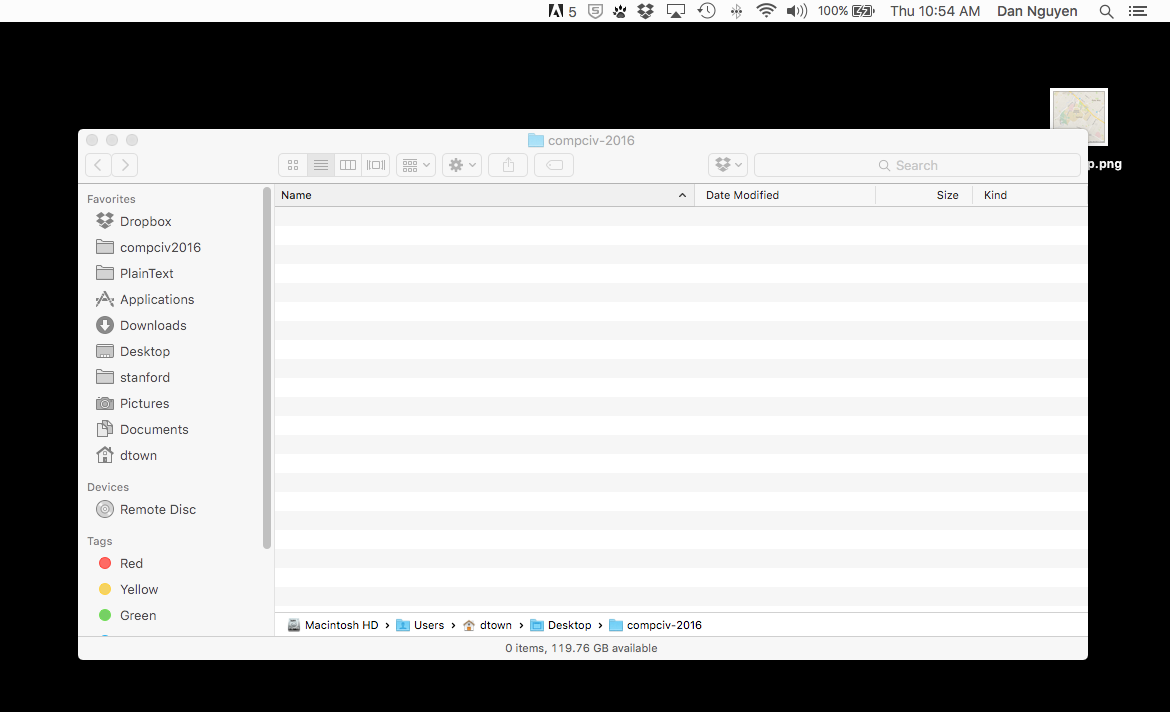 5 100% Thu 10:54 AM Dan Nguyen
p.png
compciv-2016
Search
Name Date Modified Size Kind
Favorites
Dropbox
compciv2016
PlainText
Applications
Downloads
Desktop
stanford
Pictures
Documents
dtown
Devices
Remote Disc
Tags
Red
Yellow
Green
Macintosh HD › Users › dtown › Desktop › compciv-2016
0 items, 119.76 GB available